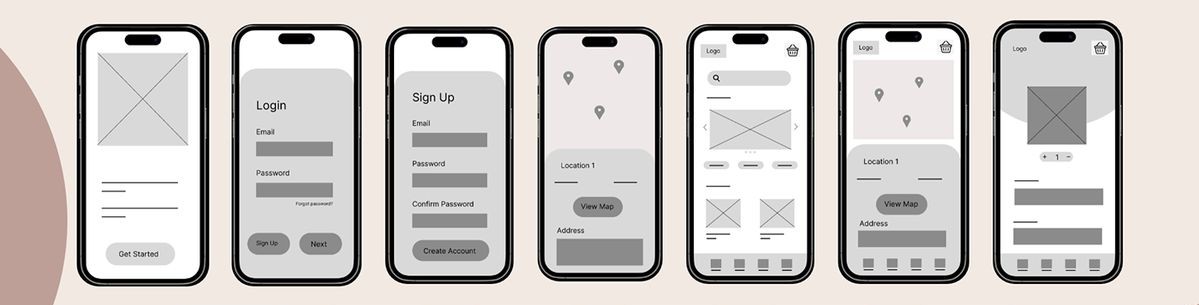 Get Started
Login
Email
Password
Forgot password?
Sign Up
Next
Sign Up
Email
Password
Confirm Password
Create Account
Location 1
View Map
Address
Logo
Logo
Location 1
View Map
Address
Logo
+ 1 −